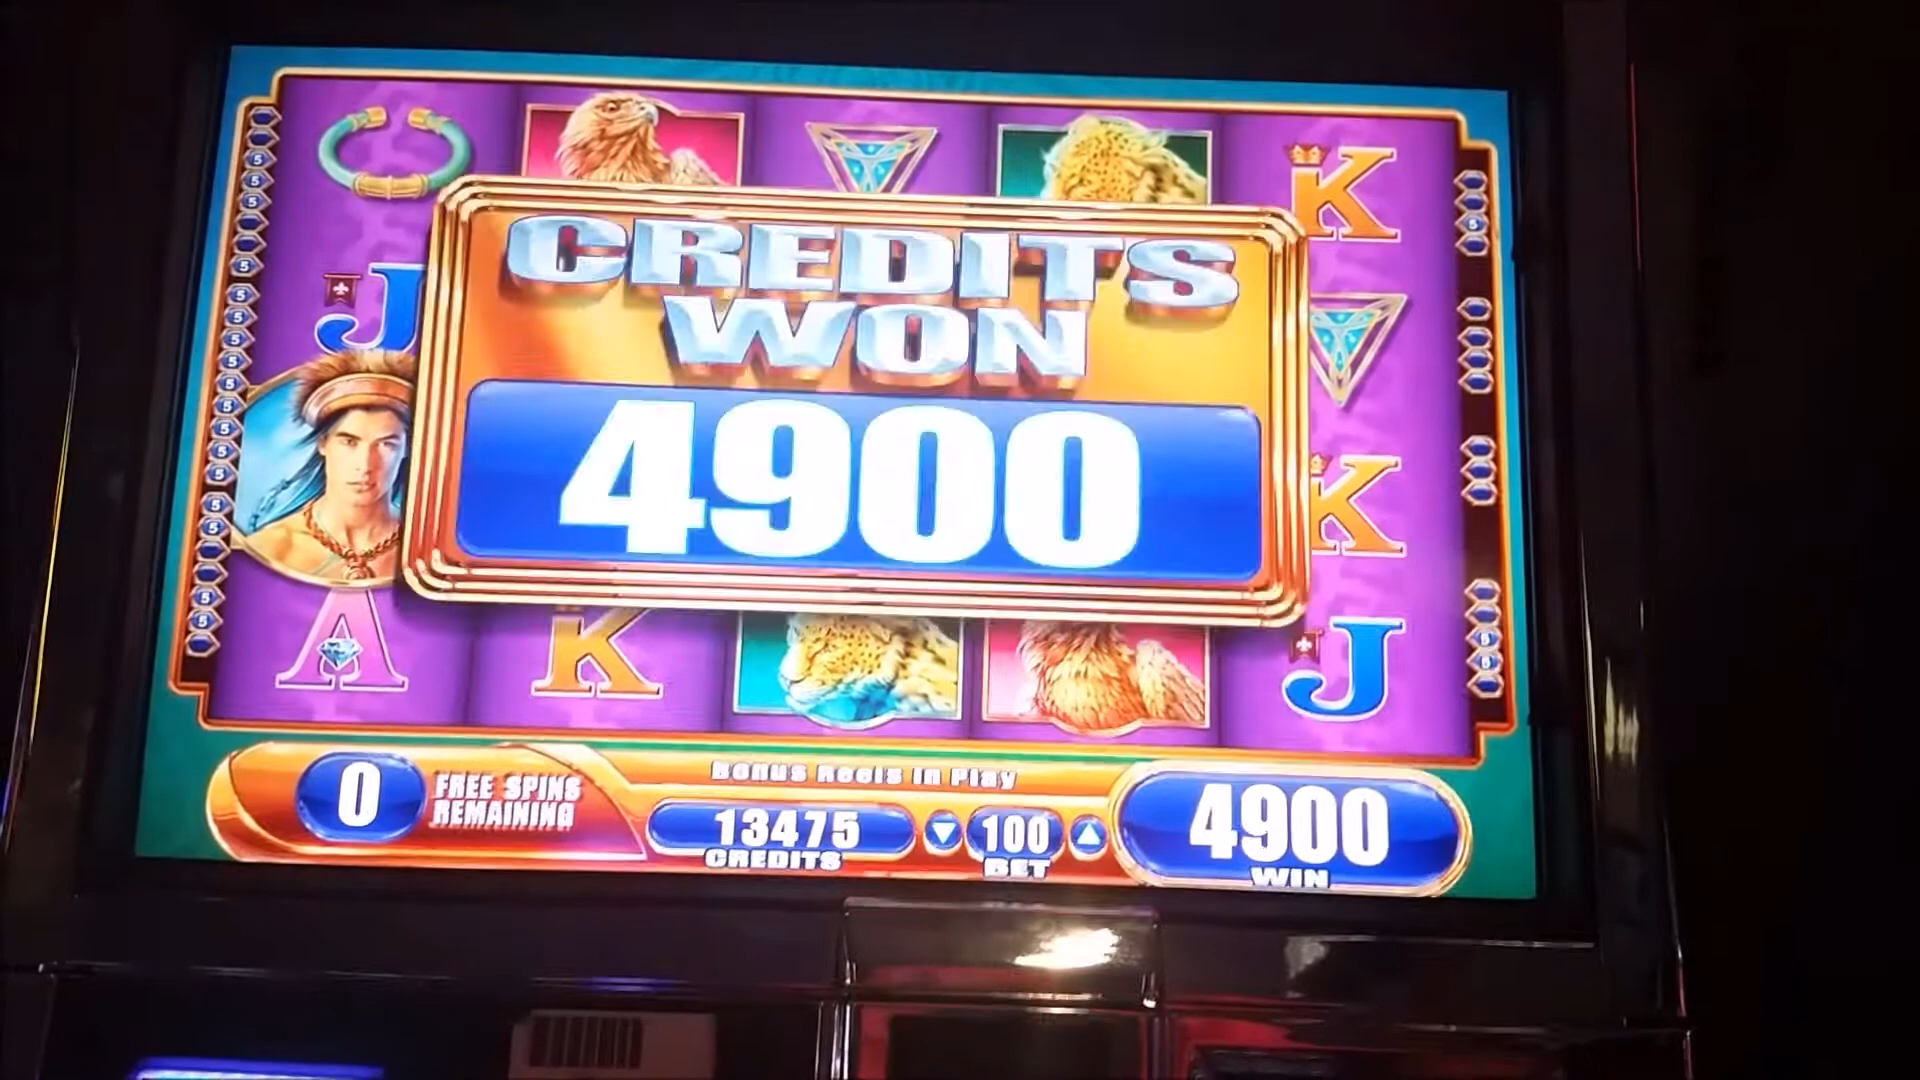 K
CREDITS
WON
J
4900
K
A
K
J
0
FREE SPINS
REMAINING
Bonus Reels in Play
13475
CREDITS
100
BET
4900
WIN